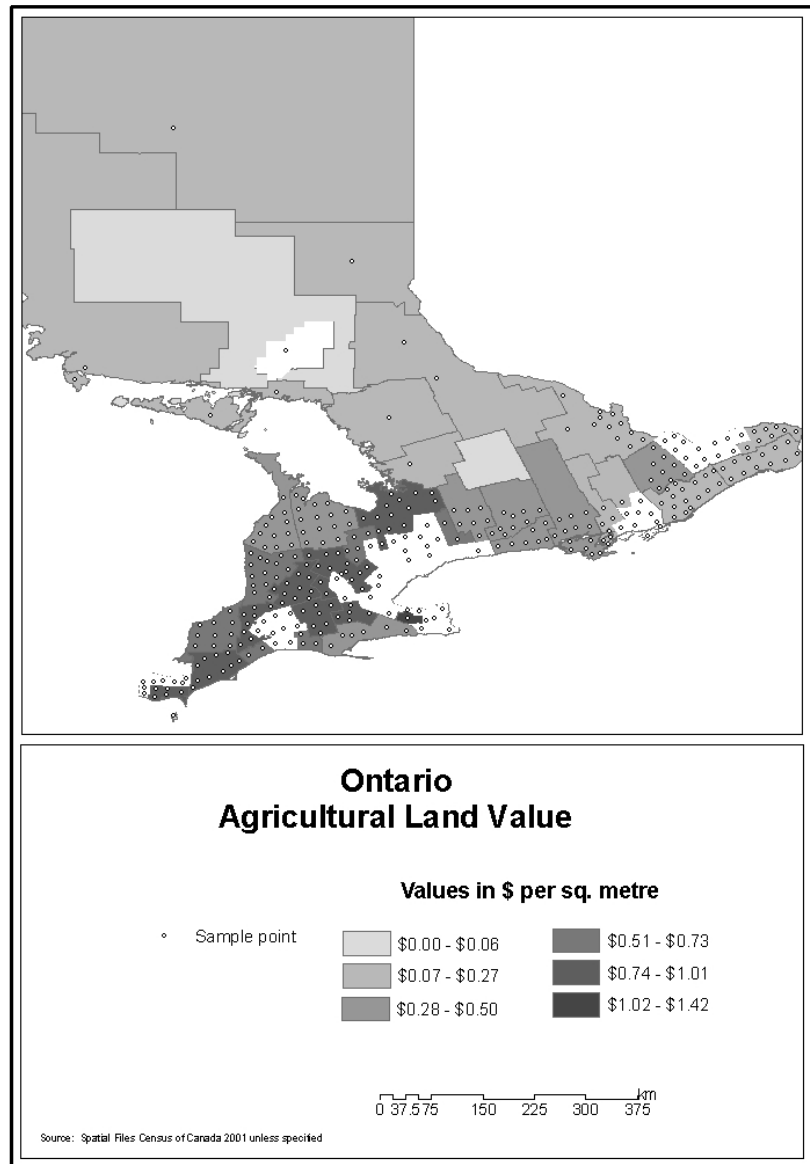 Ontario
Agricultural Land Value
Values in $ per sq. metre
Sample point
$0.00 - $0.06
$0.51 - $0.73
$0.07 - $0.27
$0.74 - $1.01
$0.28 - $0.50
$1.02 - $1.42
km
0 37.575 150 225 300 375
Source: Spatial Files Census of Canada 2001 unless specified